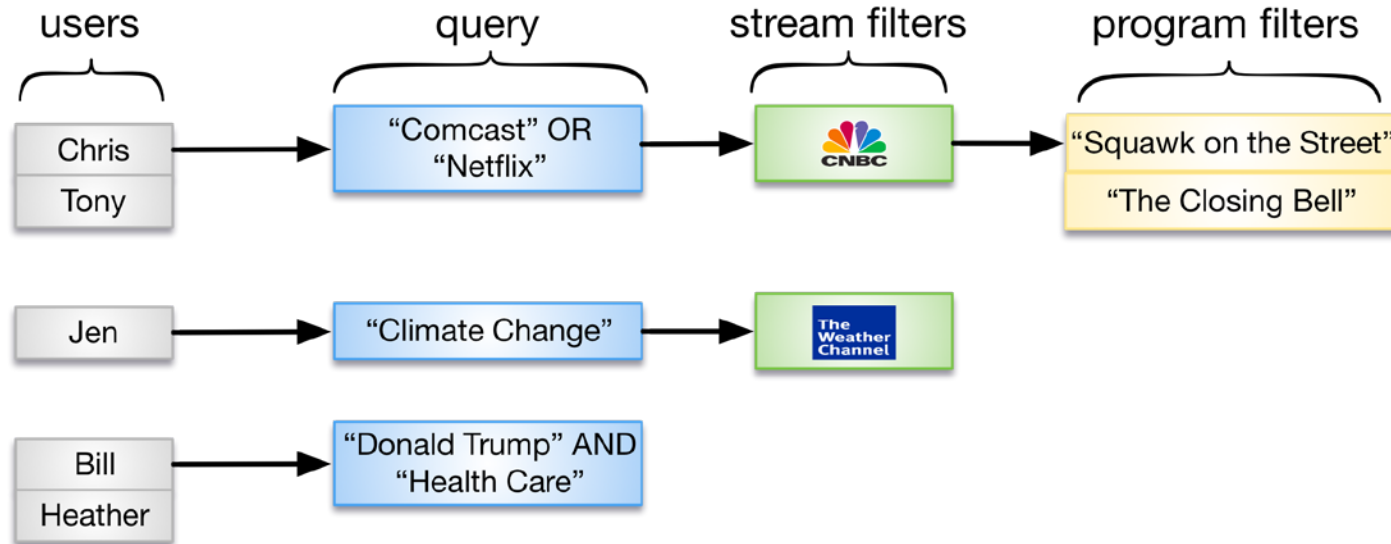 users query stream filters program filters
Chris
Tony
“Comcast” OR
“Netflix”
CNBC
“Squawk on the Street”
“The Closing Bell”
Jen
“Climate Change”
The
Weather
Channel
Bill
Heather
“Donald Trump” AND
“Health Care”